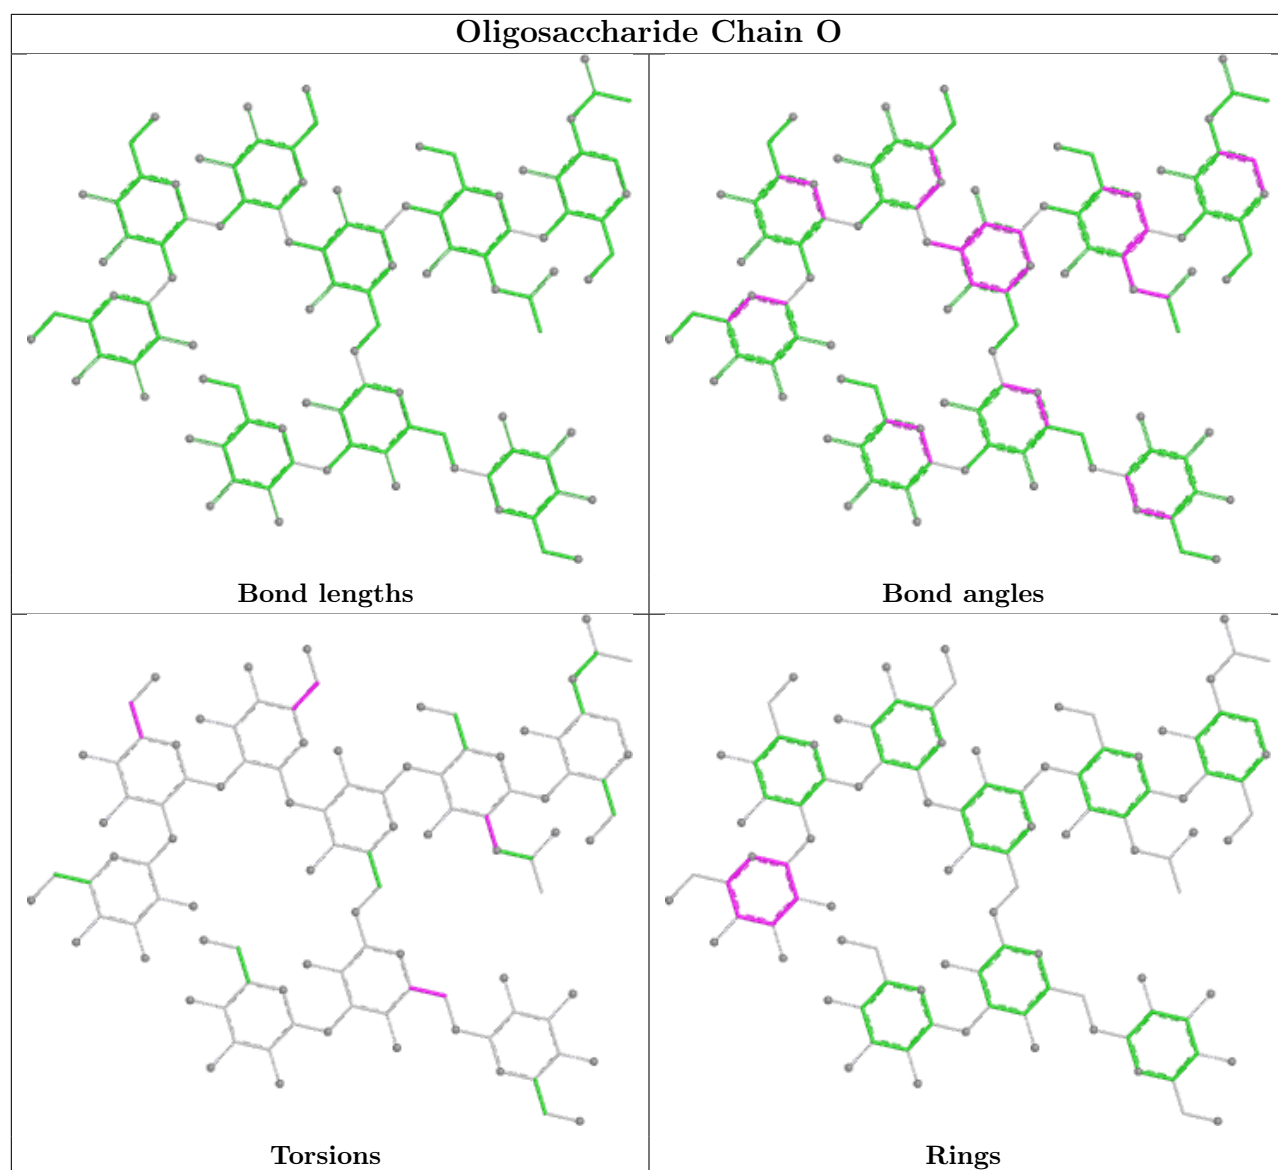 Oligosaccharide Chain O
Bond lengths
Bond angles
Torsions
Rings